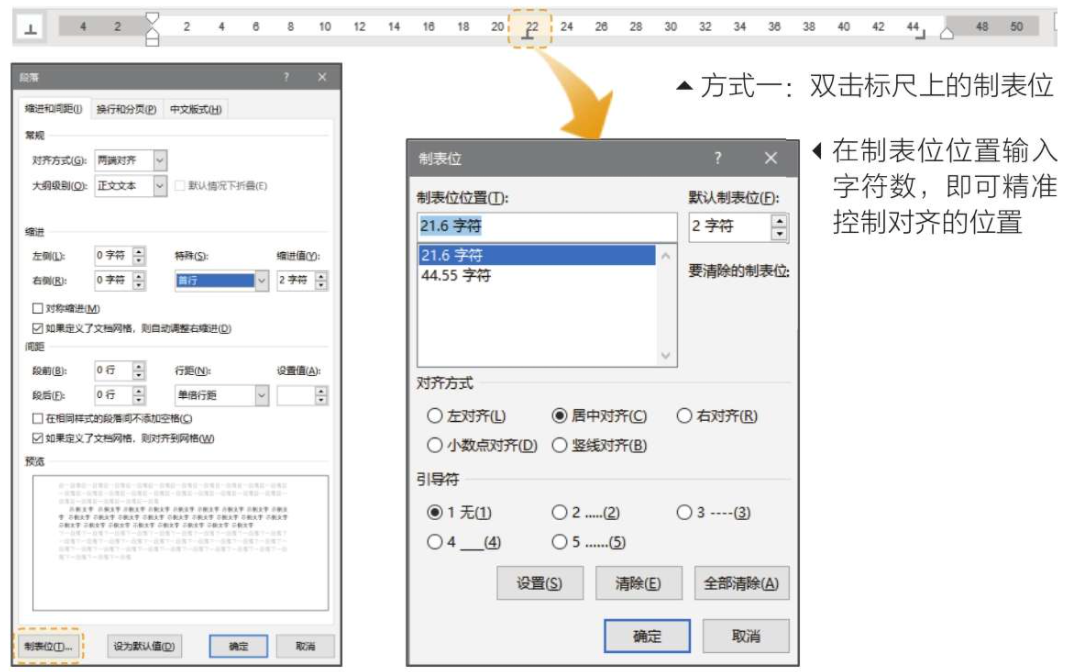 4 2 2 4 6 8 10 12 14 16 18 20 22 24 26 28 30 32 34 36 38 40 42 44 48 50
▲方式一：双击标尺上的制表位
在制表位位置输入
字符数，即可精准
控制对齐的位置
段落
? ×
缩进和间距(I) 换行和分页(P) 中文版式(H)
常规
对齐方式(G): 两端对齐
大纲级别(O): 正文文本 默认情况下折叠(E)
缩进
左侧(L): 0 字符 特殊(S): 缩进值(Y):
右侧(R): 0 字符 首行 2 字符
对称缩进(M)
如果定义了文档网格，则自动调整右缩进(D)
间距
段前(B): 0 行 行距(N): 设置值(A):
段后(F): 0 行 单倍行距
在相同样式的段落间不添加空格(C)
如果定义了文档网格，则对齐到网格(W)
预览
制表位(T)... 设为默认值(D) 确定 取消
制表位 ? ×
制表位位置(T): 默认制表位(F):
21.6 字符 2 字符
21.6 字符
44.55 字符
要清除的制表位:
对齐方式
左对齐(L) 居中对齐(C) 右对齐(R)
小数点对齐(D) 竖线对齐(B)
引导符
1 无(1) 2 .....(2) 3 ----(3)
4 ___(4) 5 ......(5)
设置(S) 清除(E) 全部清除(A)
确定 取消